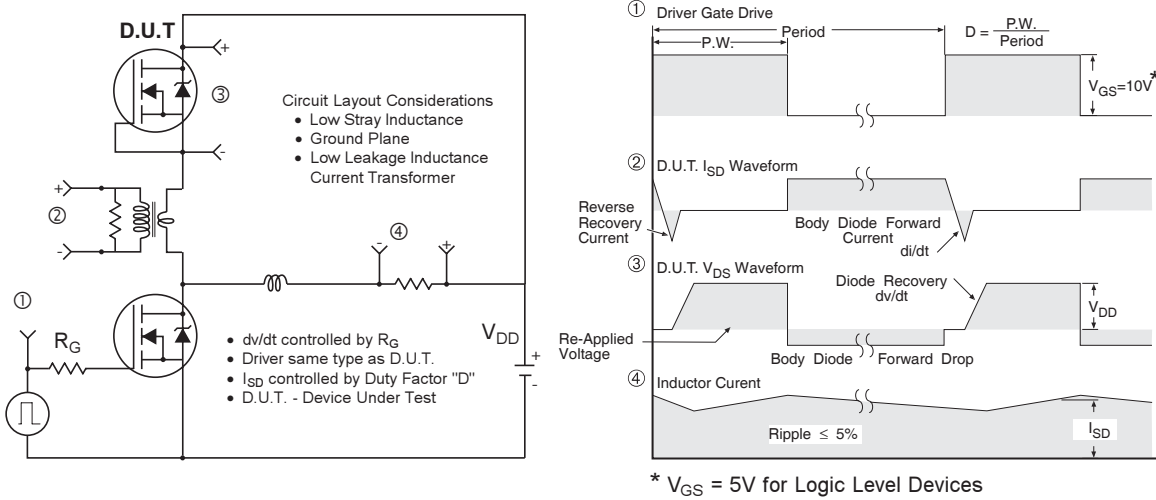 D.U.T
+
③
-
Circuit Layout Considerations
• Low Stray Inductance
• Ground Plane
• Low Leakage Inductance
Current Transformer
+
②
-
④
-
+
①
R_G
V_DD
+
-
• dv/dt controlled by R_G
• Driver same type as D.U.T.
• I_SD controlled by Duty Factor "D"
• D.U.T. - Device Under Test
① Driver Gate Drive
P.W.
Period
D = P.W. / Period
V_GS=10V *
② D.U.T. I_SD Waveform
Reverse
Recovery
Current
Body Diode Forward
Current
di/dt
③ D.U.T. V_DS Waveform
Diode Recovery
dv/dt
V_DD
Re-Applied
Voltage
Body Diode Forward Drop
④ Inductor Curent
Ripple ≤ 5%
I_SD
* V_GS = 5V for Logic Level Devices